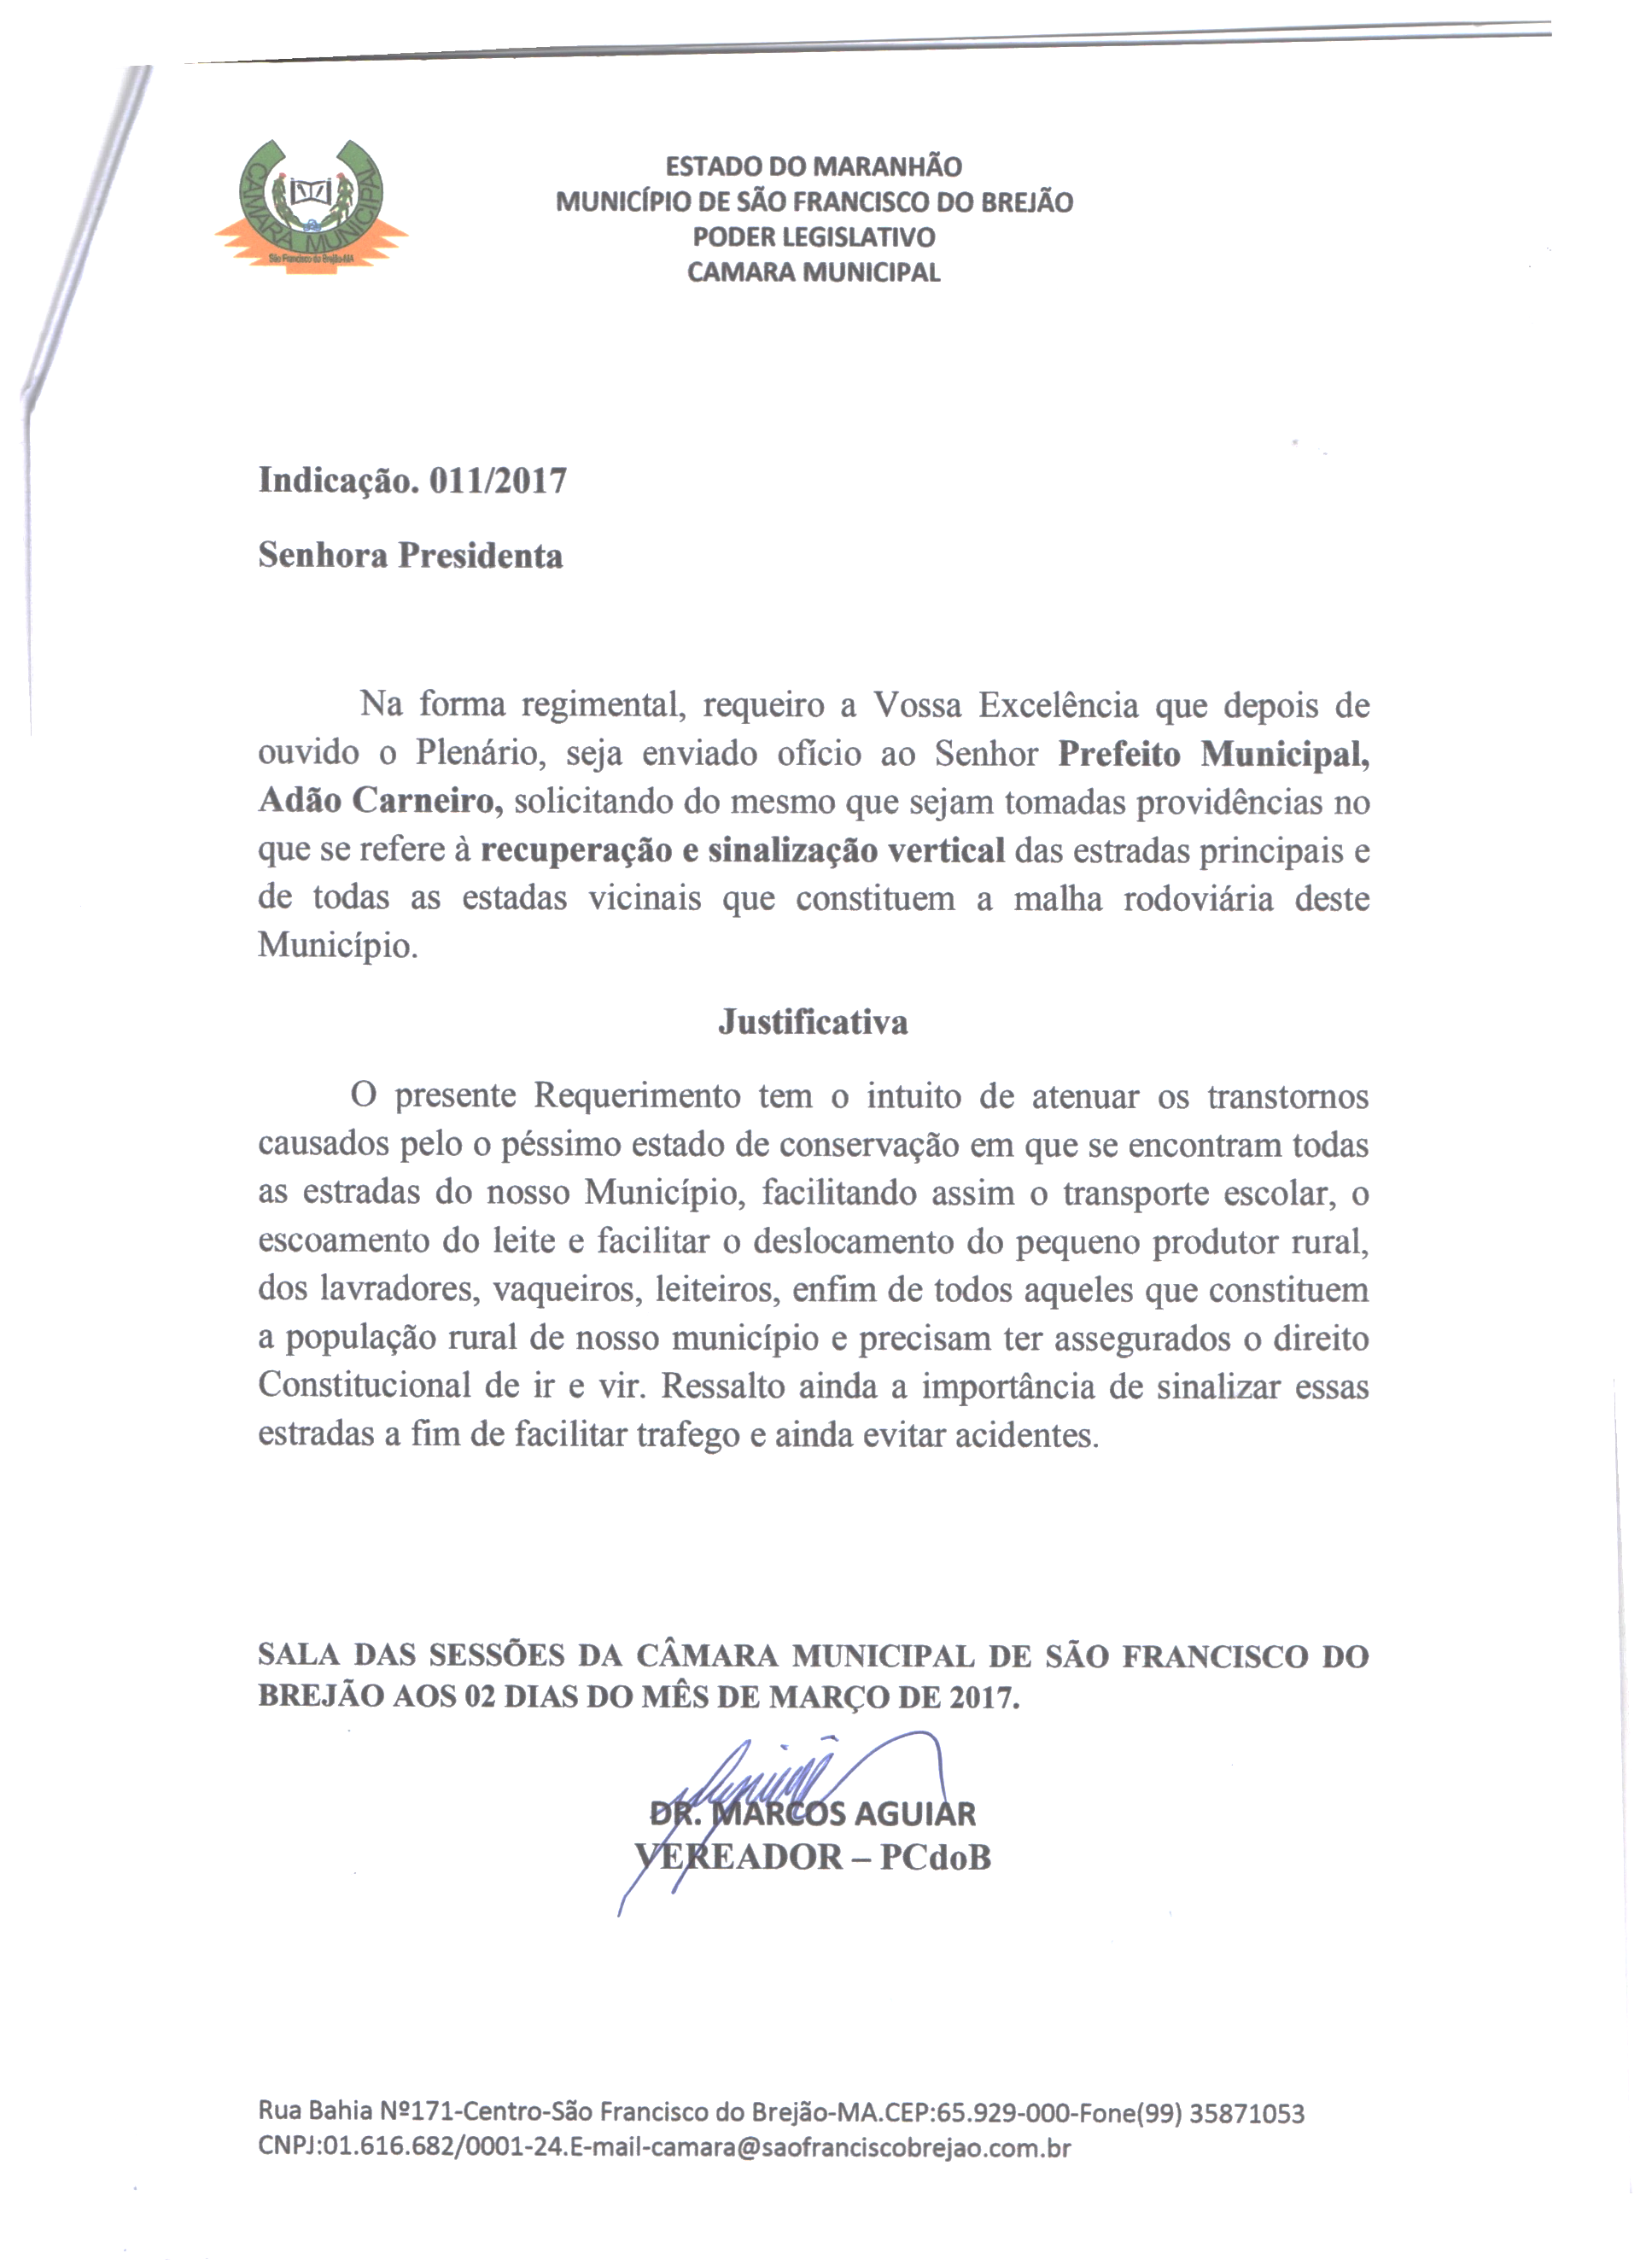 CAMARA MUNICIPAL
São Francisco do Brejão-MA
ESTADO DO MARANHÃO
MUNICÍPIO DE SÃO FRANCISCO DO BREJÃO
PODER LEGISLATIVO
CAMARA MUNICIPAL
Indicação. 011/2017
Senhora Presidenta
Na forma regimental, requeiro a Vossa Excelência que depois de
ouvido o Plenário, seja enviado ofício ao Senhor Prefeito Municipal,
Adão Carneiro, solicitando do mesmo que sejam tomadas providências no
que se refere à recuperação e sinalização vertical das estradas principais e
de todas as estadas vicinais que constituem a malha rodoviária deste
Município.
Justificativa
O presente Requerimento tem o intuito de atenuar os transtornos
causados pelo o péssimo estado de conservação em que se encontram todas
as estradas do nosso Município, facilitando assim o transporte escolar, o
escoamento do leite e facilitar o deslocamento do pequeno produtor rural,
dos lavradores, vaqueiros, leiteiros, enfim de todos aqueles que constituem
a população rural de nosso município e precisam ter assegurados o direito
Constitucional de ir e vir. Ressalto ainda a importância de sinalizar essas
estradas a fim de facilitar trafego e ainda evitar acidentes.
SALA DAS SESSÕES DA CÂMARA MUNICIPAL DE SÃO FRANCISCO DO
BREJÃO AOS 02 DIAS DO MÊS DE MARÇO DE 2017.
DR. MARCOS AGUIAR
VEREADOR – PCdoB
Rua Bahia Nº171-Centro-São Francisco do Brejão-MA.CEP:65.929-000-Fone(99) 35871053
CNPJ:01.616.682/0001-24.E-mail-camara@saofranciscobrejao.com.br